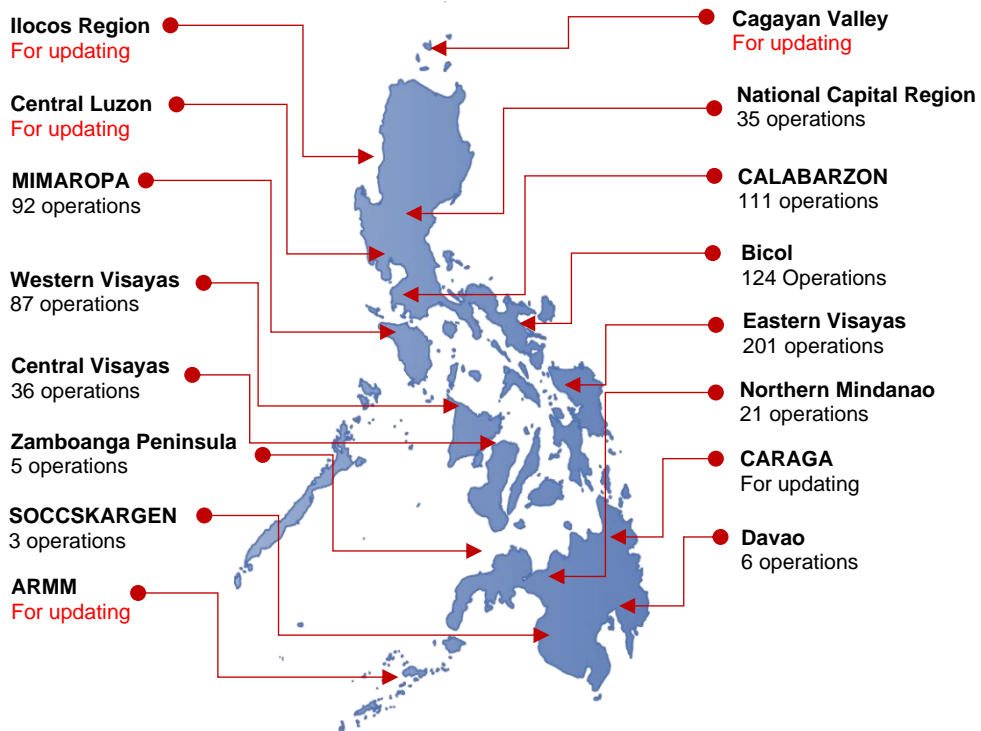 Ilocos Region
For updating
Central Luzon
For updating
MIMAROPA
92 operations
Western Visayas
87 operations
Central Visayas
36 operations
Zamboanga Peninsula
5 operations
SOCCSKARGEN
3 operations
ARMM
For updating
Cagayan Valley
For updating
National Capital Region
35 operations
CALABARZON
111 operations
Bicol
124 Operations
Eastern Visayas
201 operations
Northern Mindanao
21 operations
CARAGA
For updating
Davao
6 operations